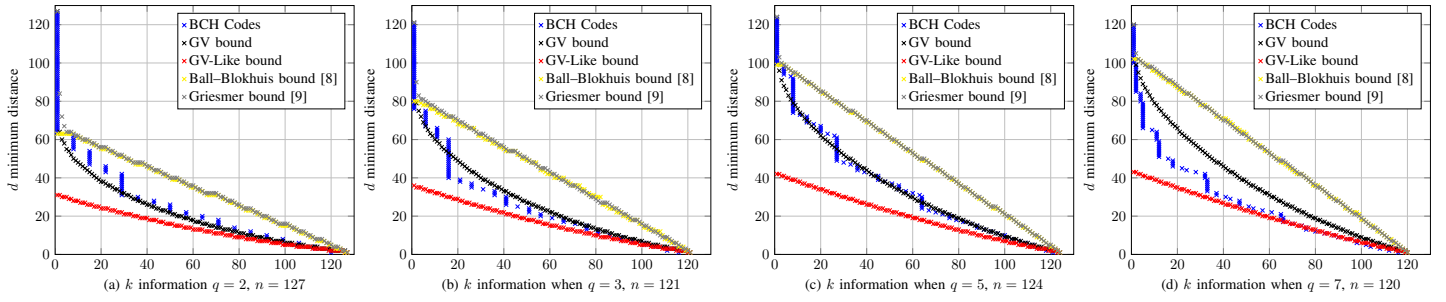 d minimum distance
120
100
80
60
40
20
0
0 20 40 60 80 100 120
BCH Codes
GV bound
GV-Like bound
Ball–Blokhuis bound [8]
Griesmer bound [9]
(a) k information q = 2, n = 127
d minimum distance
120
100
80
60
40
20
0
0 20 40 60 80 100 120
BCH Codes
GV bound
GV-Like bound
Ball–Blokhuis bound [8]
Griesmer bound [9]
(b) k information when q = 3, n = 121
d minimum distance
120
100
80
60
40
20
0
0 20 40 60 80 100 120
BCH Codes
GV bound
GV-Like bound
Ball–Blokhuis bound [8]
Griesmer bound [9]
(c) k information when q = 5, n = 124
d minimum distance
120
100
80
60
40
20
0
0 20 40 60 80 100 120
BCH Codes
GV bound
GV-Like bound
Ball–Blokhuis bound [8]
Griesmer bound [9]
(d) k information when q = 7, n = 120